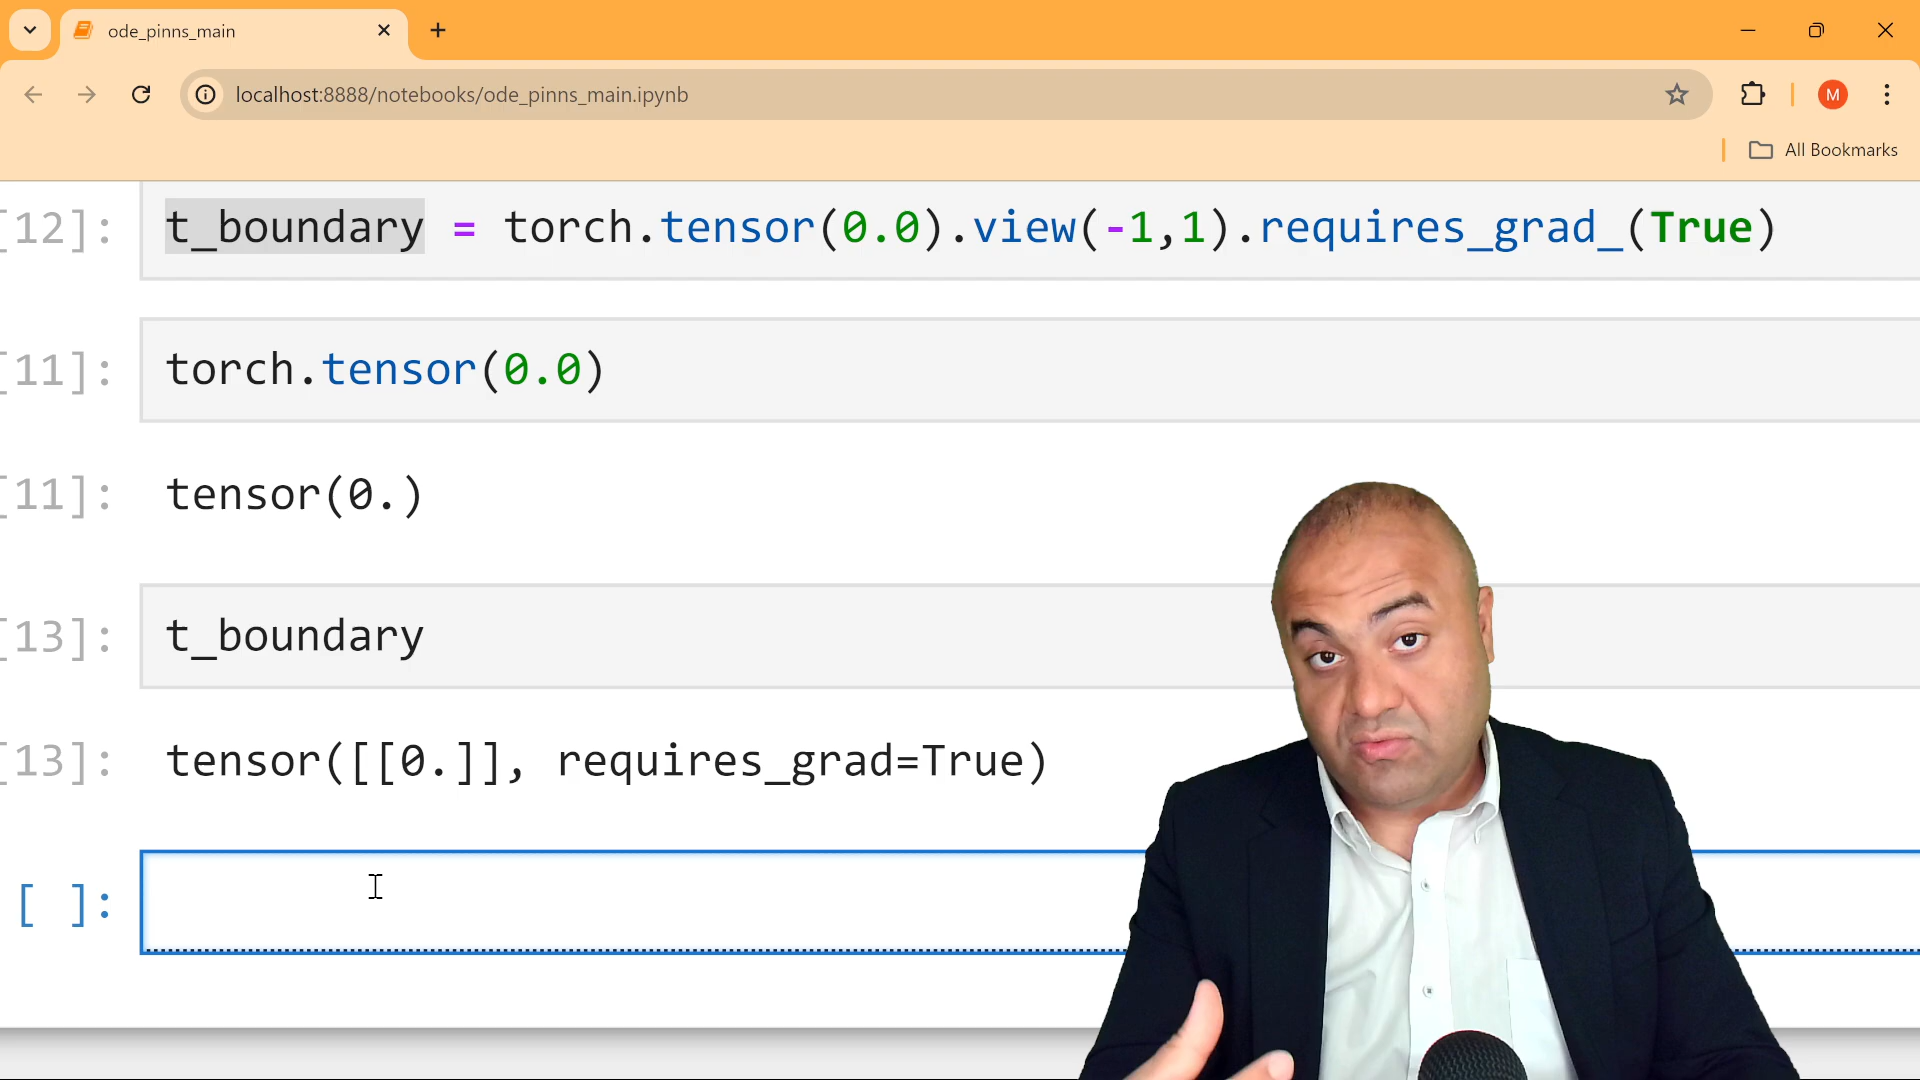 ode_pinns_main
localhost:8888/notebooks/ode_pinns_main.ipynb
M
All Bookmarks
[12]: t_boundary = torch.tensor(0.0).view(-1,1).requires_grad_(True)
[11]: torch.tensor(0.0)
[11]: tensor(0.)
[13]: t_boundary
[13]: tensor([[0.]], requires_grad=True)
[ ]: